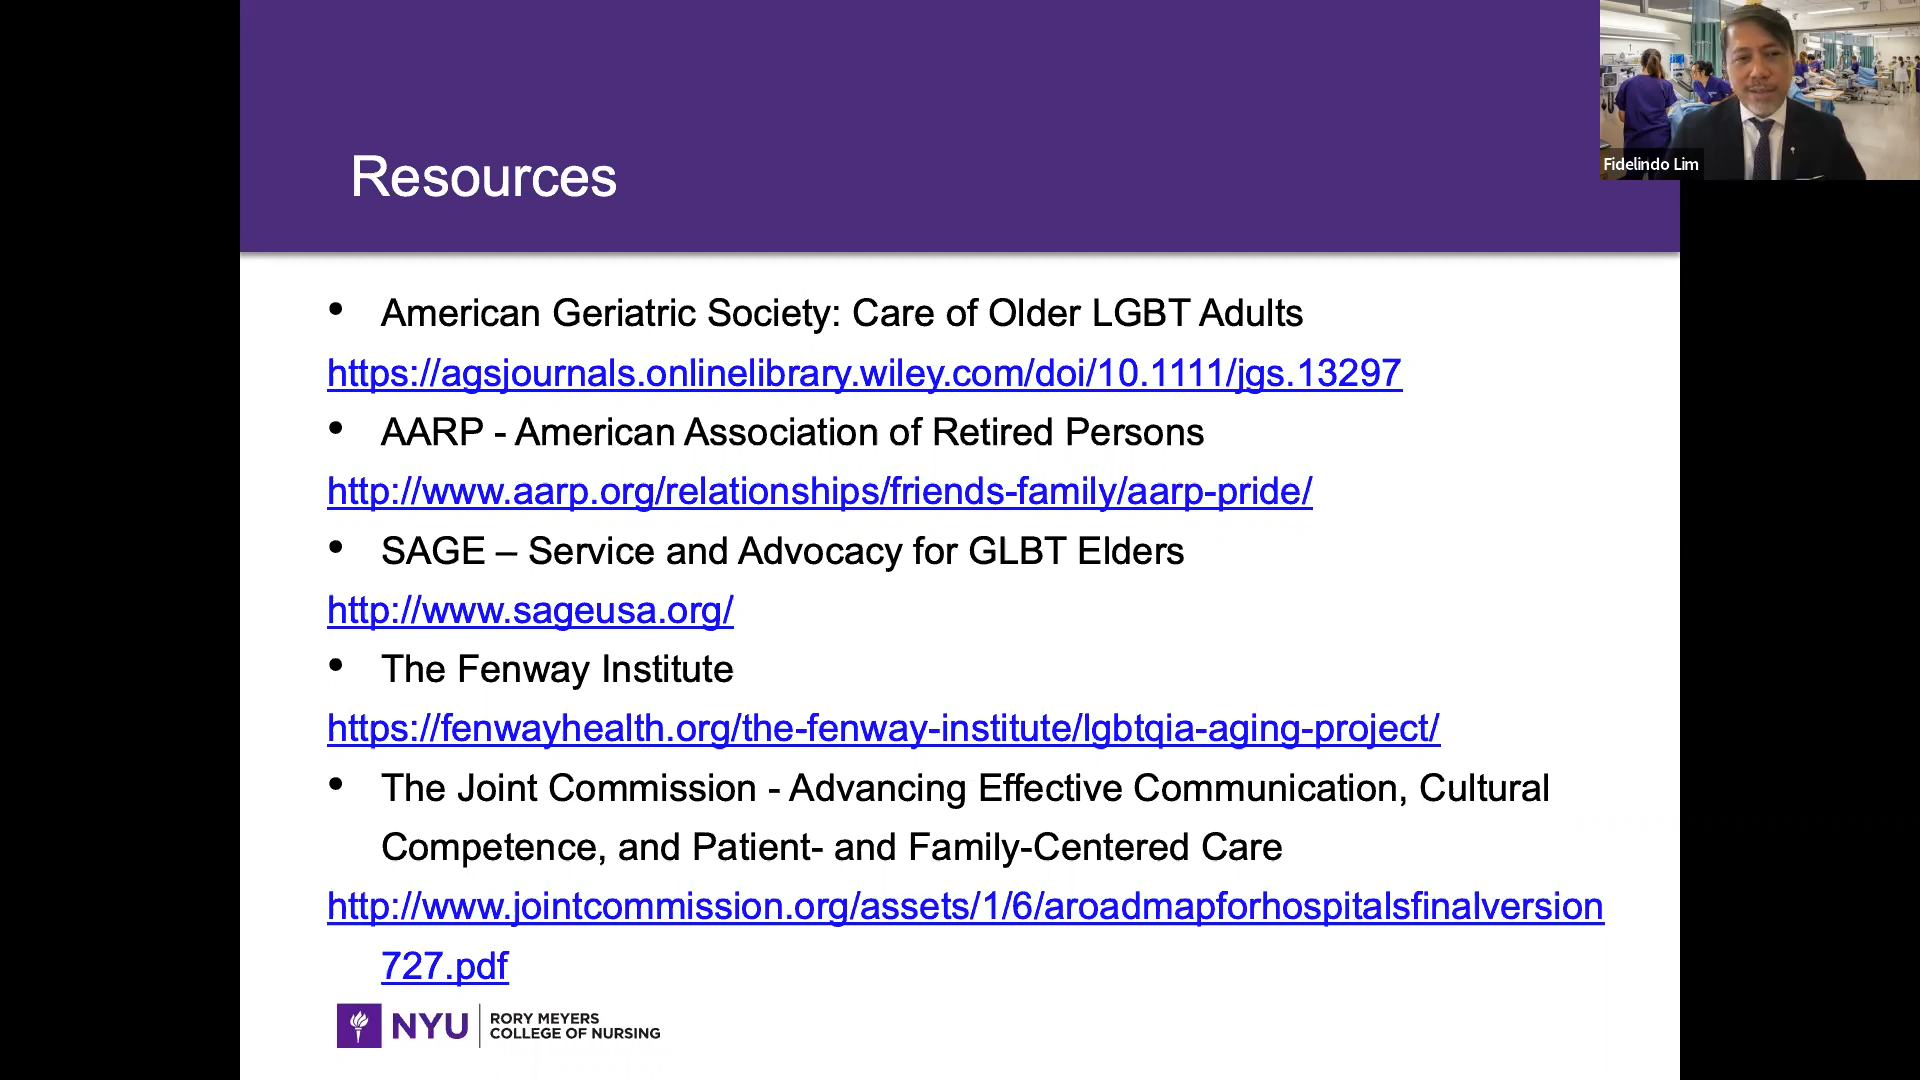 Resources
• American Geriatric Society: Care of Older LGBT Adults
https://agsjournals.onlinelibrary.wiley.com/doi/10.1111/jgs.13297
• AARP - American Association of Retired Persons
http://www.aarp.org/relationships/friends-family/aarp-pride/
• SAGE – Service and Advocacy for GLBT Elders
http://www.sageusa.org/
• The Fenway Institute
https://fenwayhealth.org/the-fenway-institute/lgbtqia-aging-project/
• The Joint Commission - Advancing Effective Communication, Cultural
Competence, and Patient- and Family-Centered Care
http://www.jointcommission.org/assets/1/6/aroadmapforhospitalsfinalversion
727.pdf
NYU
RORY MEYERS
COLLEGE OF NURSING
Fidelindo Lim